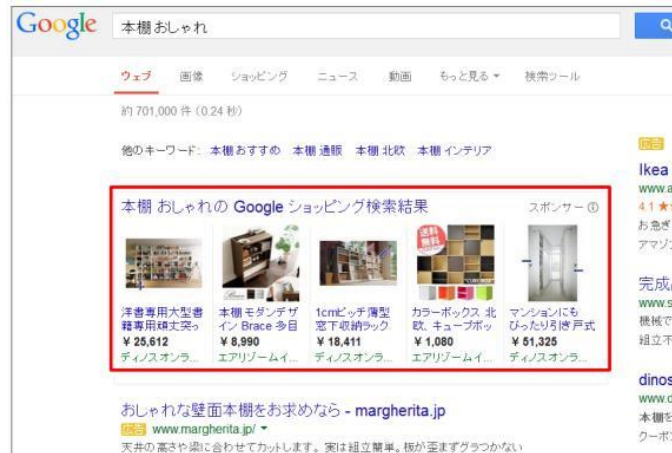 Google 本棚 おしゃれ
ウェブ 画像 ショッピング ニュース 動画 もっと見る 検索ツール
約 701,000 件 (0.24 秒)
他のキーワード: 本棚 おすすめ 本棚 通販 本棚 北欧 本棚 インテリア
本棚 おしゃれの Google ショッピング検索結果 スポンサー
送料無料
洋書専用大型書籍専用頑丈突っ
¥ 25,612
ディノスオンラ...
本棚 モダンデザイン Brace 多目
¥ 8,990
エアリゾームイ...
1cmピッチ薄型窓下収納ラック
¥ 18,411
ディノスオンラ...
カラーボックス 北欧、キューブボッ
¥ 1,080
エアリゾームイ...
マンションにもぴったり引き戸式
¥ 51,325
ディノスオンラ...
おしゃれな壁面本棚をお求めなら - margherita.jp
広告 www.margherita.jp/
天井の高さや梁に合わせてカットします。実は組立簡単。板が歪まずグラつかない
広告
Ikea
www.a
4.1
お急ぎ
アマゾ
完成
www.s
機械で
組立不
dinos
www.d
本棚を
クーポン